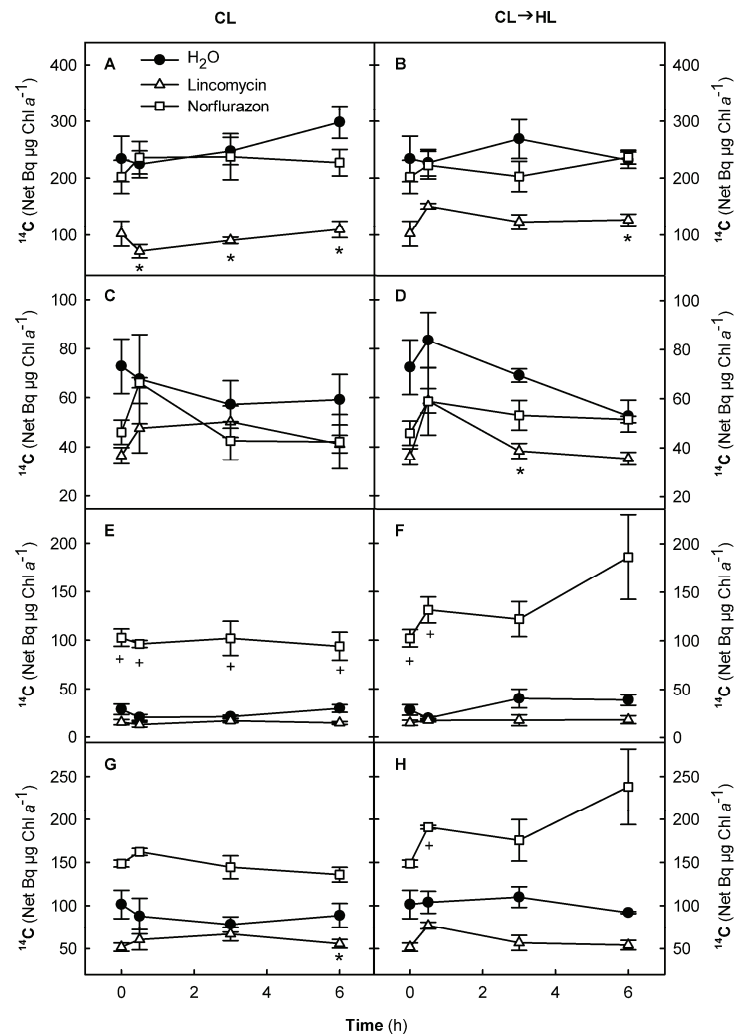 CL CL→HL
A H₂O B
Lincomycin
Norflurazon
400 400
300 300
200 200
100 100
¹⁴C (Net Bq µg Chl a⁻¹) ¹⁴C (Net Bq µg Chl a⁻¹)
* * * *
C D
100 100
80 80
60 60
40 40
20 20
¹⁴C (Net Bq µg Chl a⁻¹) ¹⁴C (Net Bq µg Chl a⁻¹)
*
E F
200 200
150 150
100 100
50 50
0 0
¹⁴C (Net Bq µg Chl a⁻¹) ¹⁴C (Net Bq µg Chl a⁻¹)
+ + + + + +
G H
250 250
200 200
150 150
100 100
50 50
¹⁴C (Net Bq µg Chl a⁻¹) ¹⁴C (Net Bq µg Chl a⁻¹)
* +
0 2 4 6 0 2 4 6
Time (h)